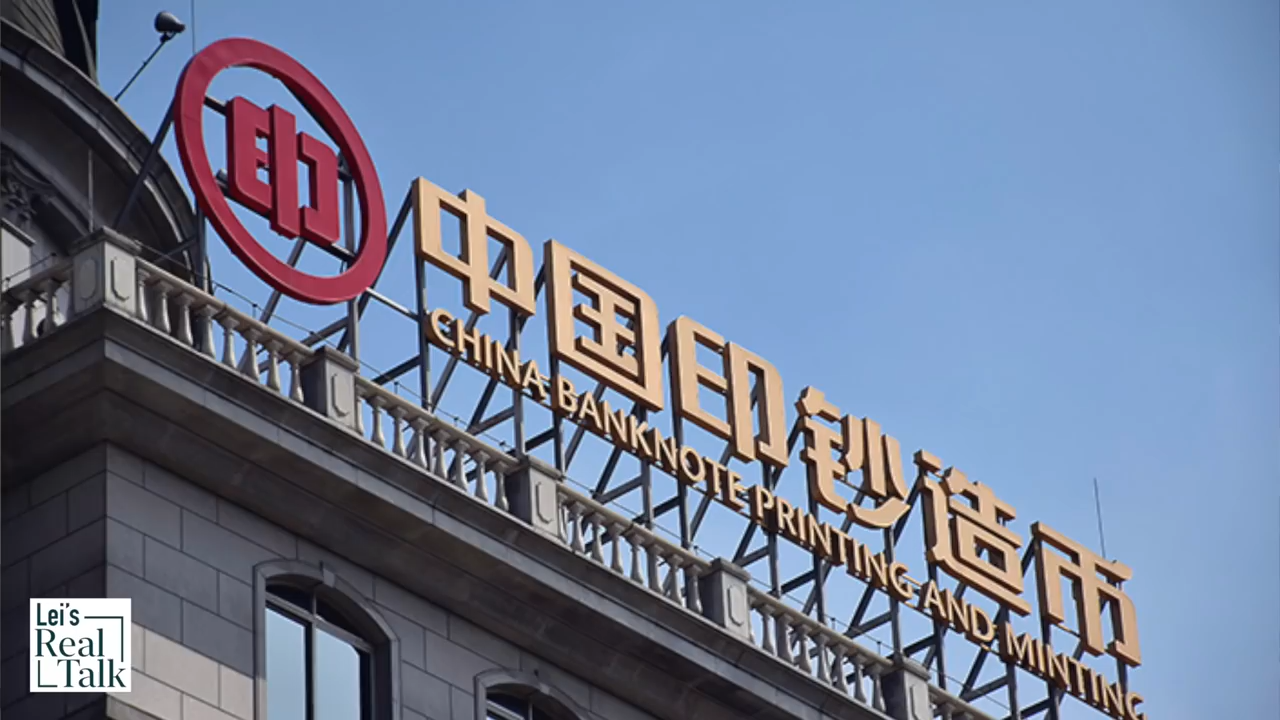 印
中国印钞造币
CHINA BANKNOTE PRINTING AND MINTING
Lei's
Real
Talk